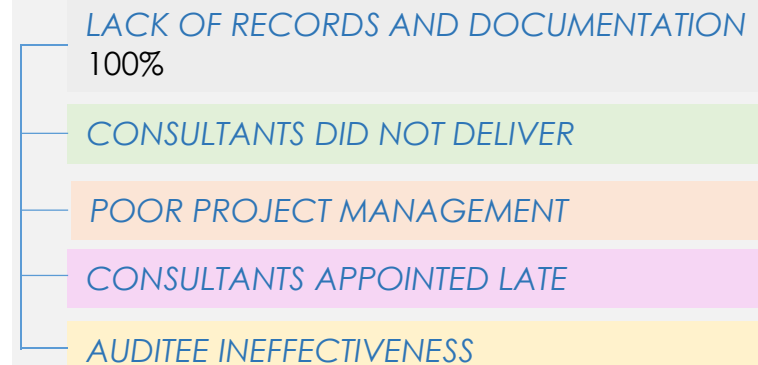 LACK OF RECORDS AND DOCUMENTATION
100%
CONSULTANTS DID NOT DELIVER
POOR PROJECT MANAGEMENT
CONSULTANTS APPOINTED LATE
AUDITEE INEFFECTIVENESS